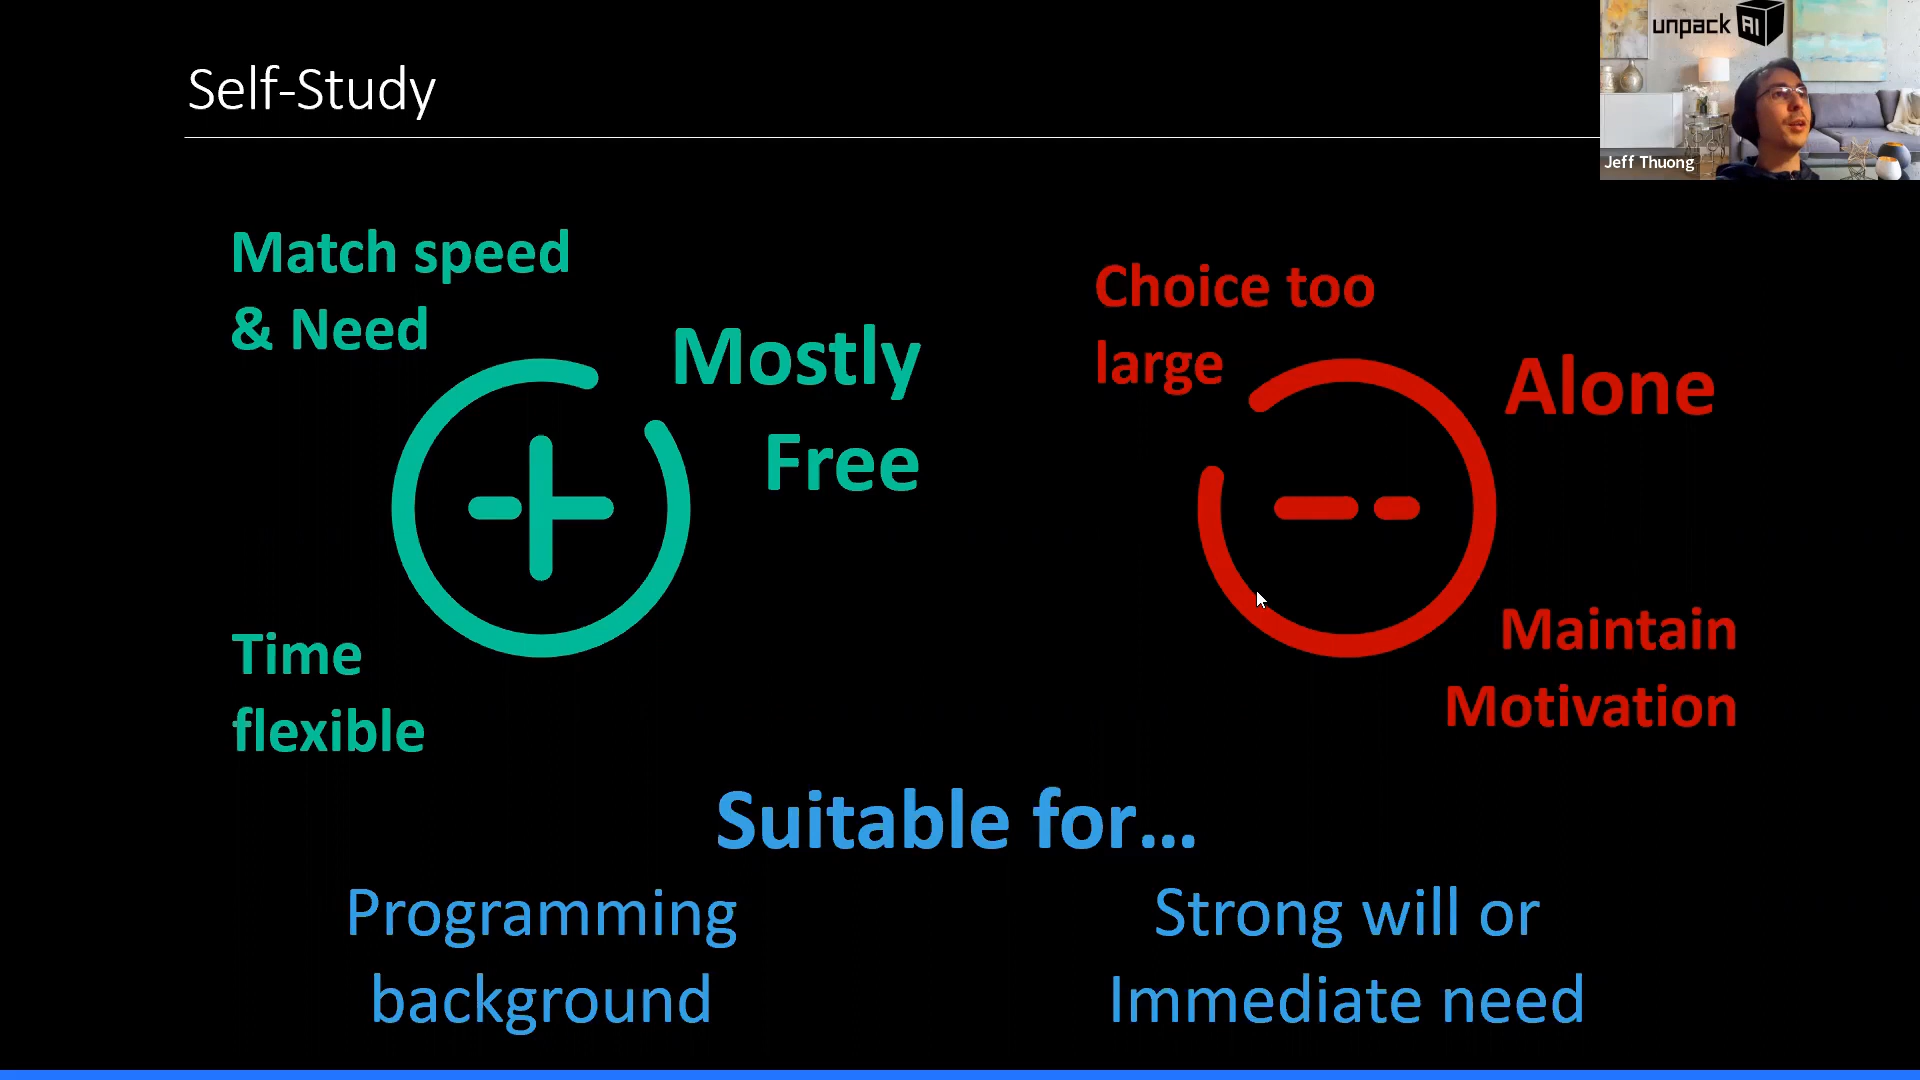 Self-Study
unpack AI
Jeff Thuong
Match speed
& Need
Mostly
Free
Time
flexible
Choice too
large
Alone
Maintain
Motivation
Suitable for...
Programming
background
Strong will or
Immediate need